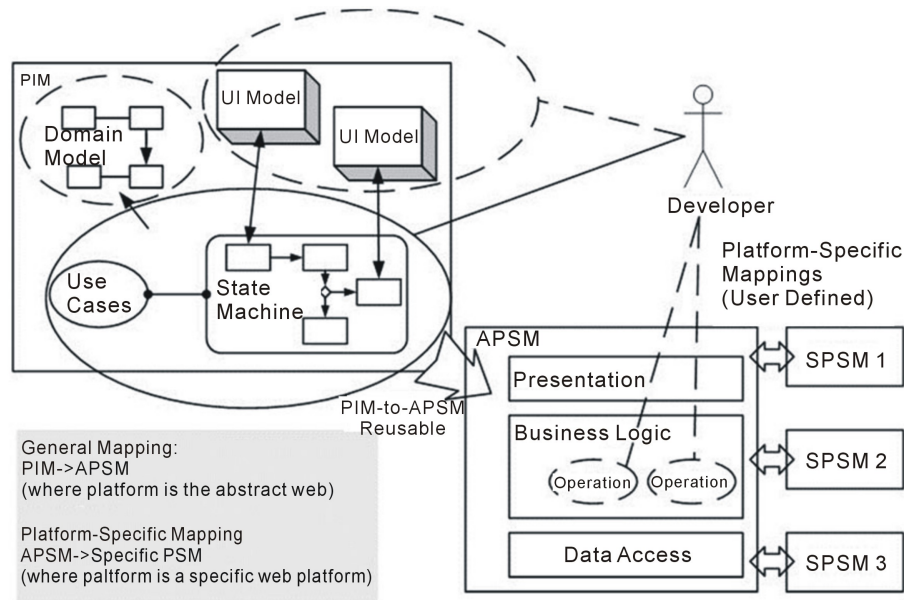 PIM
UI Model
UI Model
Domain
Model
Use
Cases
State
Machine
Developer
Platform-Specific
Mappings
(User Defined)
APSM
Presentation
Business Logic
Operation
Operation
Data Access
SPSM 1
SPSM 2
SPSM 3
PIM-to-APSM
Reusable
General Mapping:
PIM->APSM
(where platform is the abstract web)
Platform-Specific Mapping
APSM->Specific PSM
(where paltform is a specific web platform)